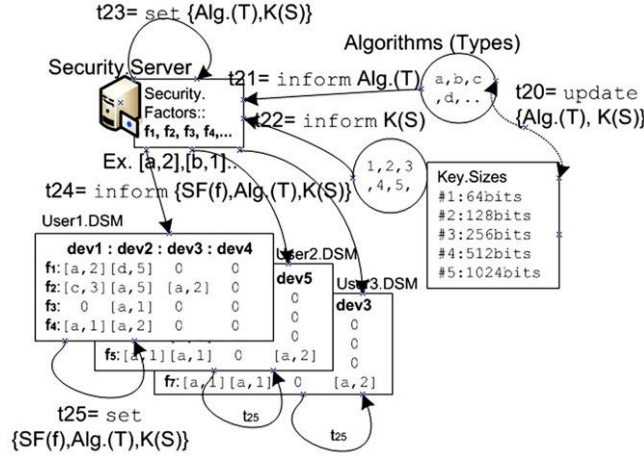 t23= set {Alg.(T),K(S)}
Algorithms (Types)
Security.Server
t21= inform Alg.(T)
a,b,c
,d,..
t20= update
{Alg.(T), K(S)}
Security.
Factors::
f1, f2, f3, f4,...
t22= inform K(S)
Ex. [a,2],[b,1]..
1,2,3
,4,5,
Key.Sizes
#1:64bits
#2:128bits
#3:256bits
#4:512bits
#5:1024bits
t24= inform {SF(f),Alg.(T),K(S)}
User1.DSM
dev1 : dev2 : dev3 : dev4
f1:[a,2][d,5] 0 0
f2:[c,3][a,5] [a,2] 0
f3: 0 [a,1] 0 0
f4:[a,1][a,2] 0 0
User2.DSM
dev5
0
0
0
0
f5:[a,1][a,1] 0 [a,2]
User3.DSM
dev3
0
0
0
0
f7:[a,1][a,1] 0 [a,2]
t25= set
{SF(f),Alg.(T),K(S)}
t25
t25